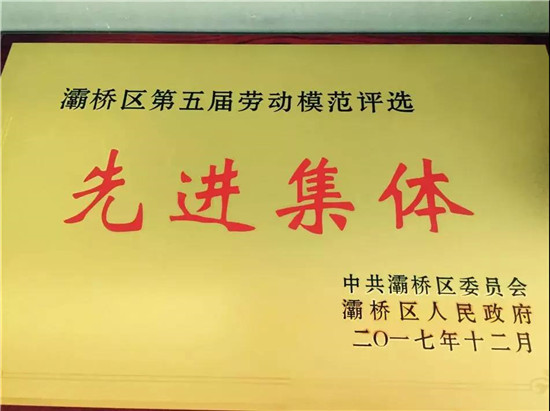 灞桥区第五届劳动模范评选
先进集体
中共灞桥区委员会
灞桥区人民政府
二〇一七年十二月